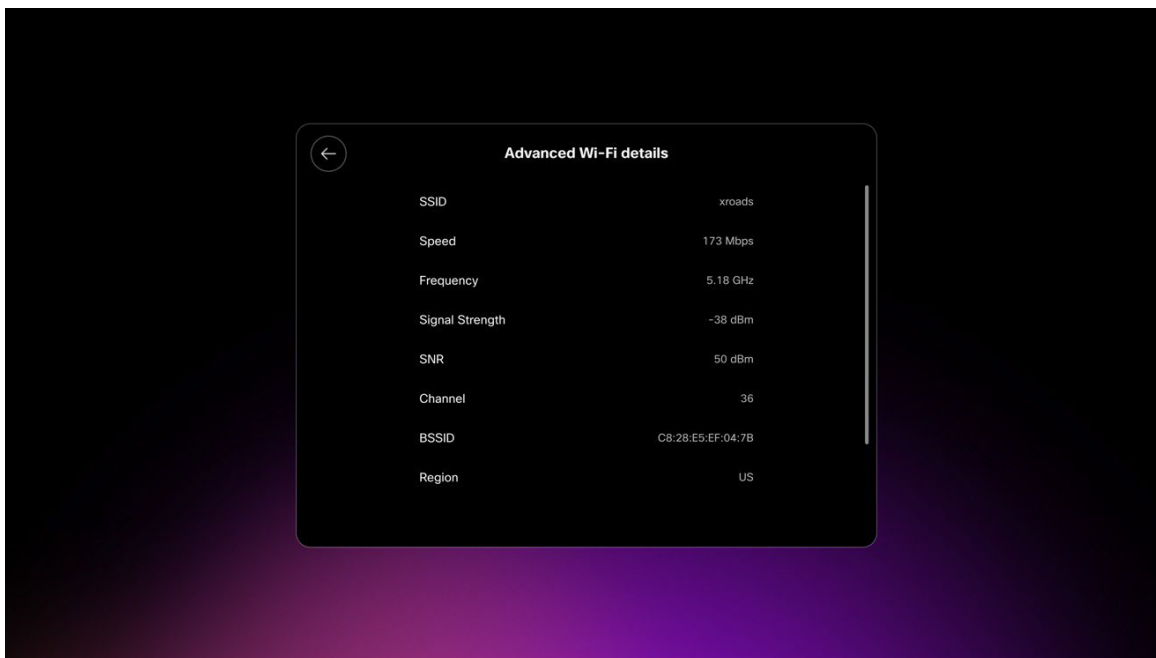 Advanced Wi-Fi details
SSID xroads
Speed 173 Mbps
Frequency 5.18 GHz
Signal Strength -38 dBm
SNR 50 dBm
Channel 36
BSSID C8:28:E5:EF:04:7B
Region US